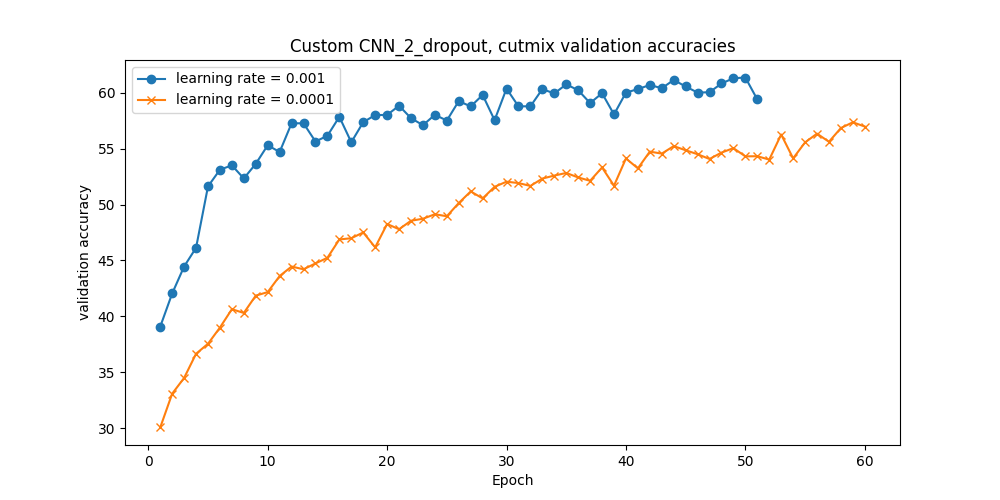 Custom CNN_2_dropout, cutmix validation accuracies
learning rate = 0.001
learning rate = 0.0001
validation accuracy
60
55
50
45
40
35
30
0
10
20
30
40
50
60
Epoch